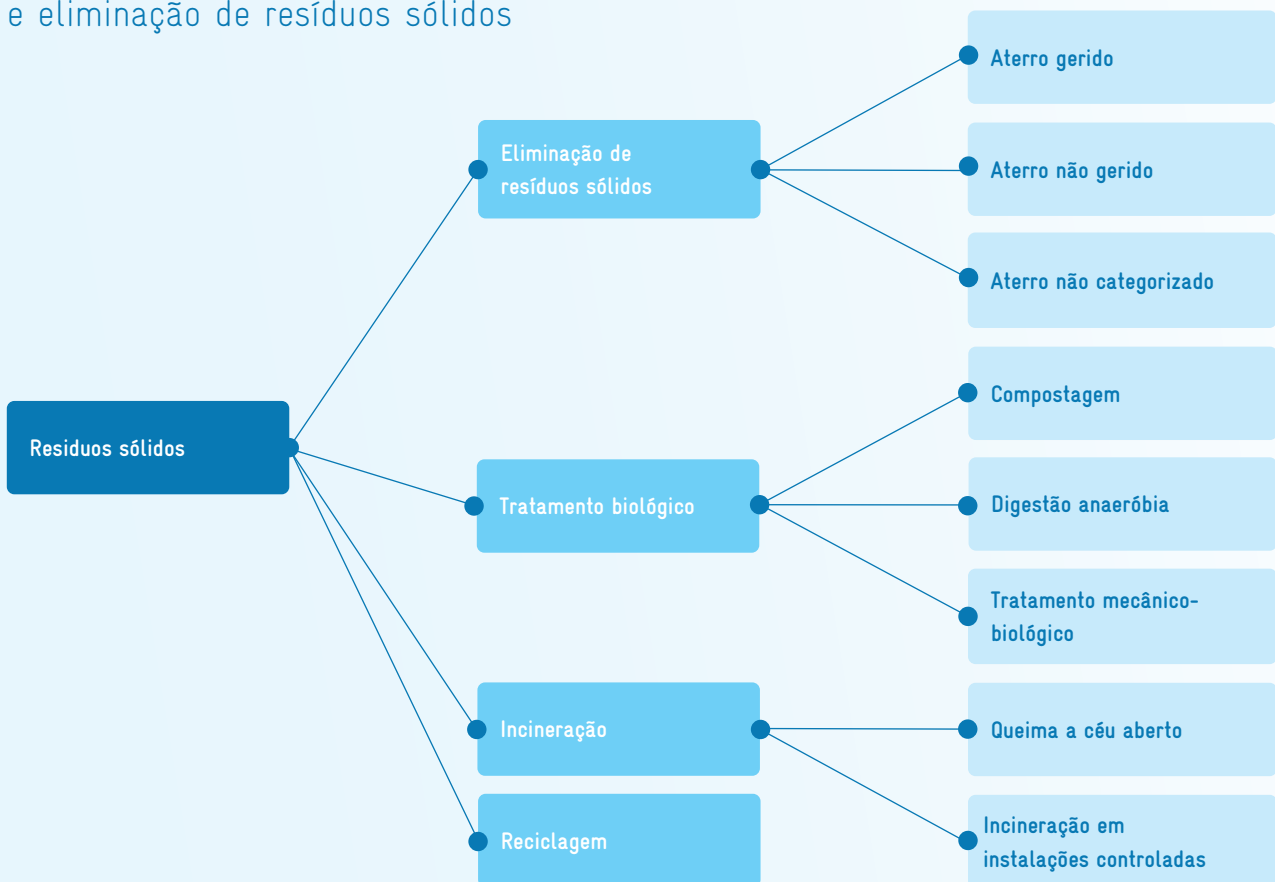 e eliminação de resíduos sólidos
Aterro gerido
Eliminação de
resíduos sólidos
Aterro não gerido
Aterro não categorizado
Compostagem
Residuos sólidos
Tratamento biológico
Digestão anaeróbia
Tratamento mecânico-
biológico
Incineração
Queima a céu aberto
Reciclagem
Incineração em
instalações controladas